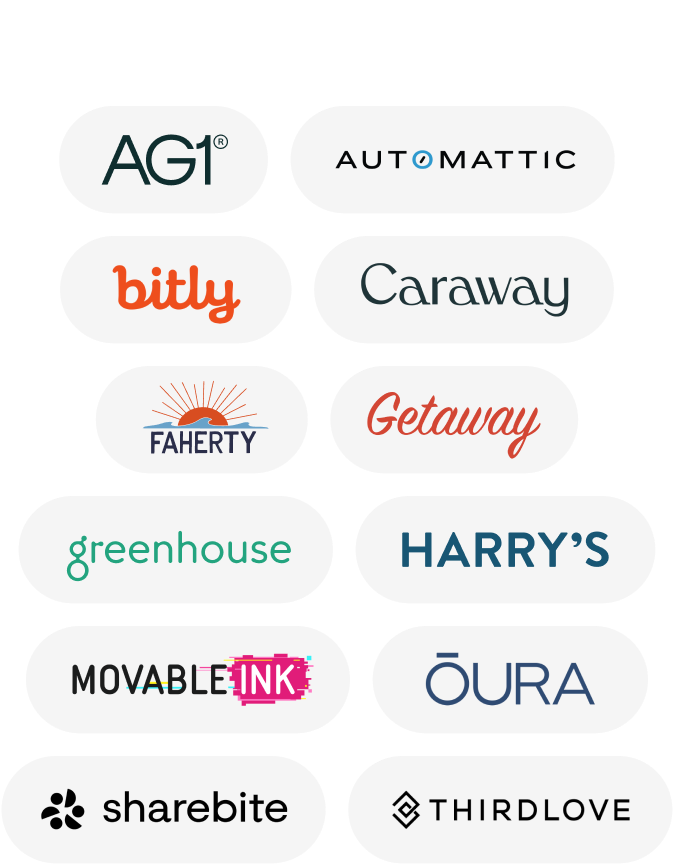 AG1®
AUTOMATTIC
bitly
Caraway
FAHERTY
Getaway
greenhouse
HARRY’S
MOVABLE INK
ŌURA
sharebite
THIRDLOVE